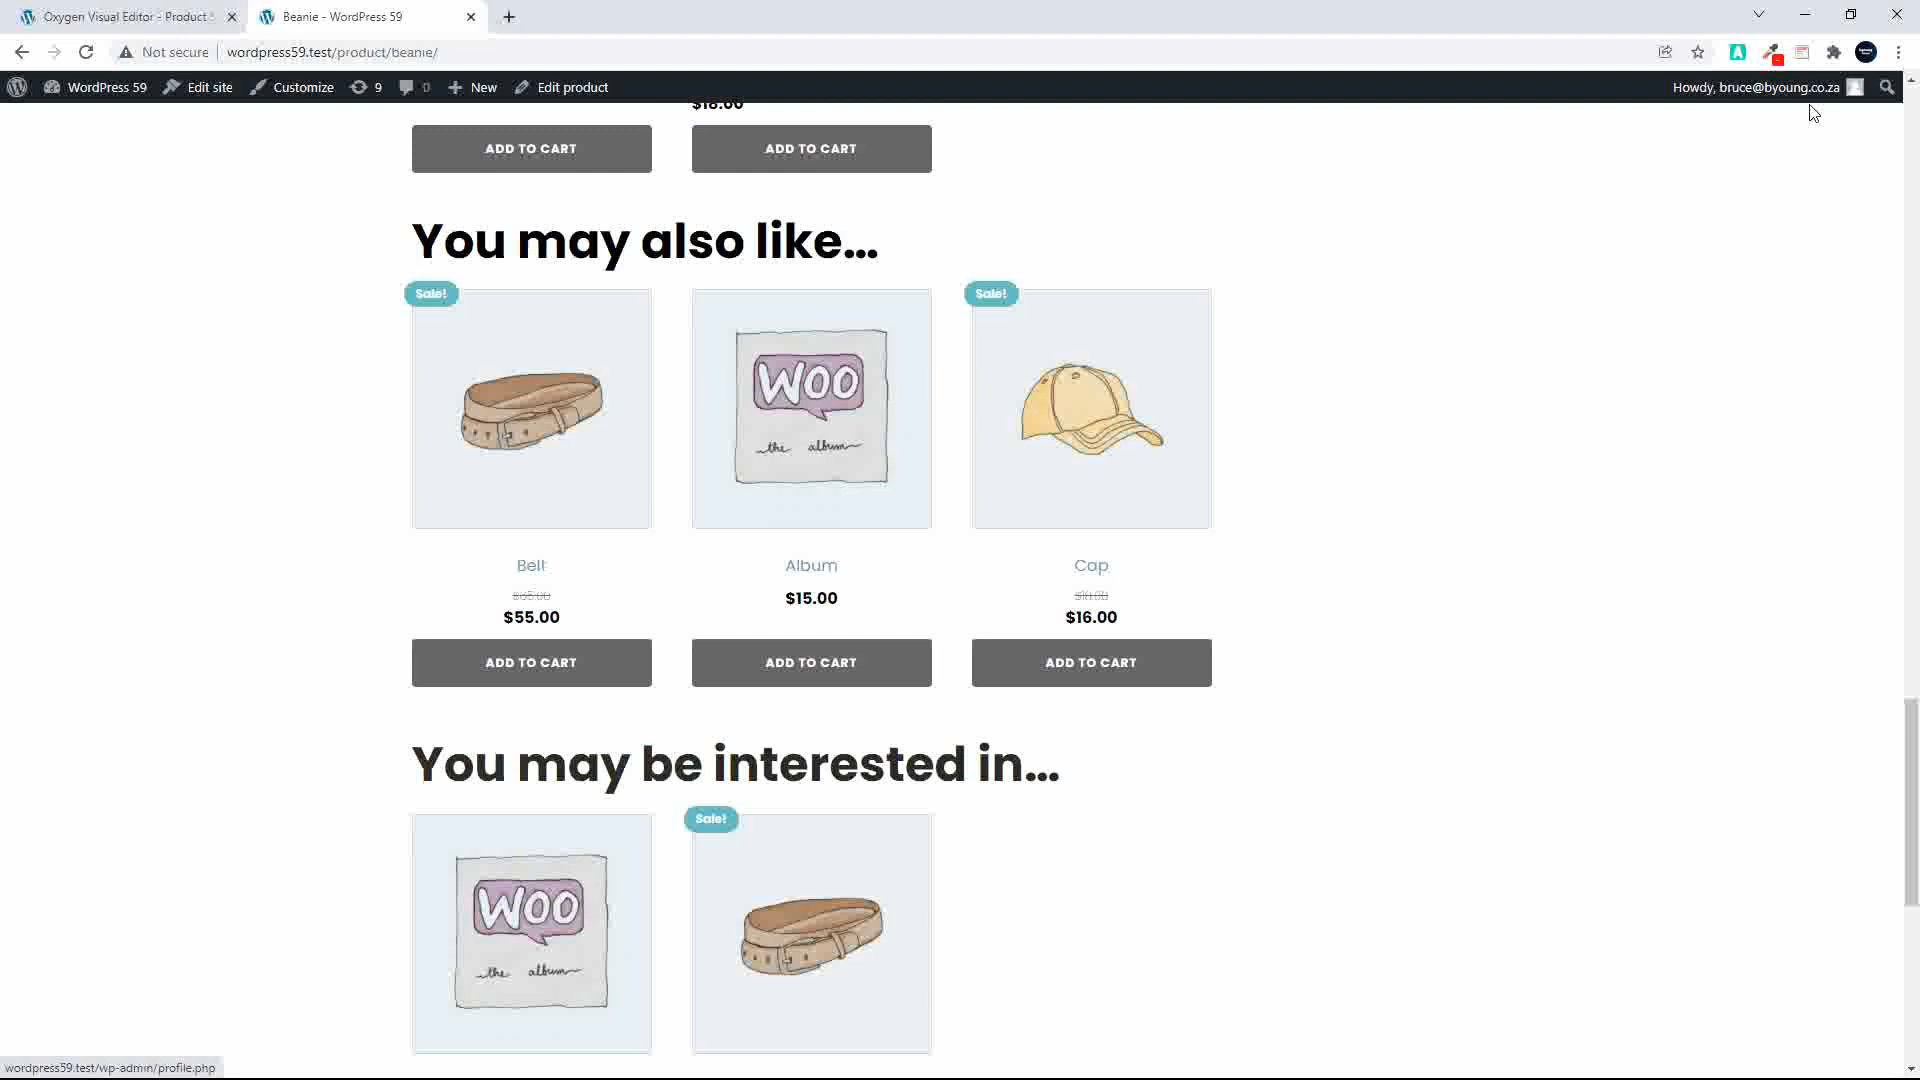 Oxygen Visual Editor - Product
Beanie - WordPress 59
Not secure
wordpress59.test/product/beanie/
WordPress 59
Edit site
Customize
9
0
New
Edit product
Howdy, bruce@byoung.co.za
$18.00
ADD TO CART
ADD TO CART
You may also like…
Sale!
Sale!
WOO
the album
Belt
Album
Cap
$65.00
$15.00
$18.00
$55.00
$16.00
ADD TO CART
ADD TO CART
ADD TO CART
You may be interested in…
Sale!
WOO
the album
wordpress59.test/wp-admin/profile.php